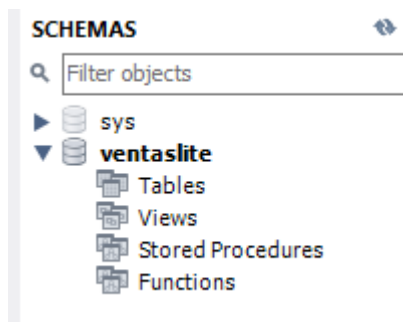 SCHEMAS
Filter objects
sys
ventaslite
Tables
Views
Stored Procedures
Functions